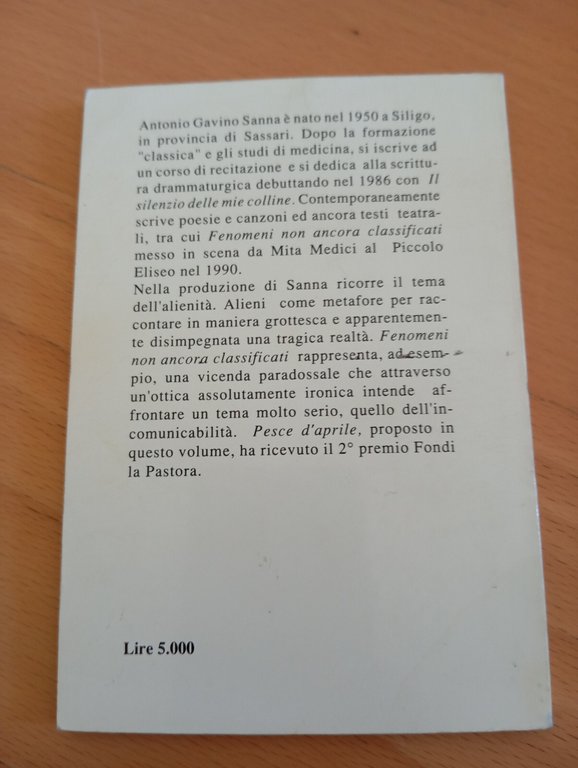 Antonio Gavino Sanna è nato nel 1950 a Siligo,
in provincia di Sassari. Dopo la formazione
"classica" e gli studi di medicina, si iscrive ad
un corso di recitazione e si dedica alla scrittu-
ra drammaturgica debuttando nel 1986 con Il
silenzio delle mie colline. Contemporaneamente
scrive poesie e canzoni ed ancora testi teatra-
li, tra cui Fenomeni non ancora classificati
messo in scena da Mita Medici al Piccolo
Eliseo nel 1990.
Nella produzione di Sanna ricorre il tema
dell'alienità. Alieni come metafore per rac-
contare in maniera grottesca e apparentemen-
te disimpegnata una tragica realtà. Fenomeni
non ancora classificati rappresenta, ad esem-
pio, una vicenda paradossale che attraverso
un'ottica assolutamente ironica intende af-
frontare un tema molto serio, quello dell'in-
comunicabilità. Pesce d'aprile, proposto in
questo volume, ha ricevuto il 2° premio Fondi
la Pastora.
Lire 5.000